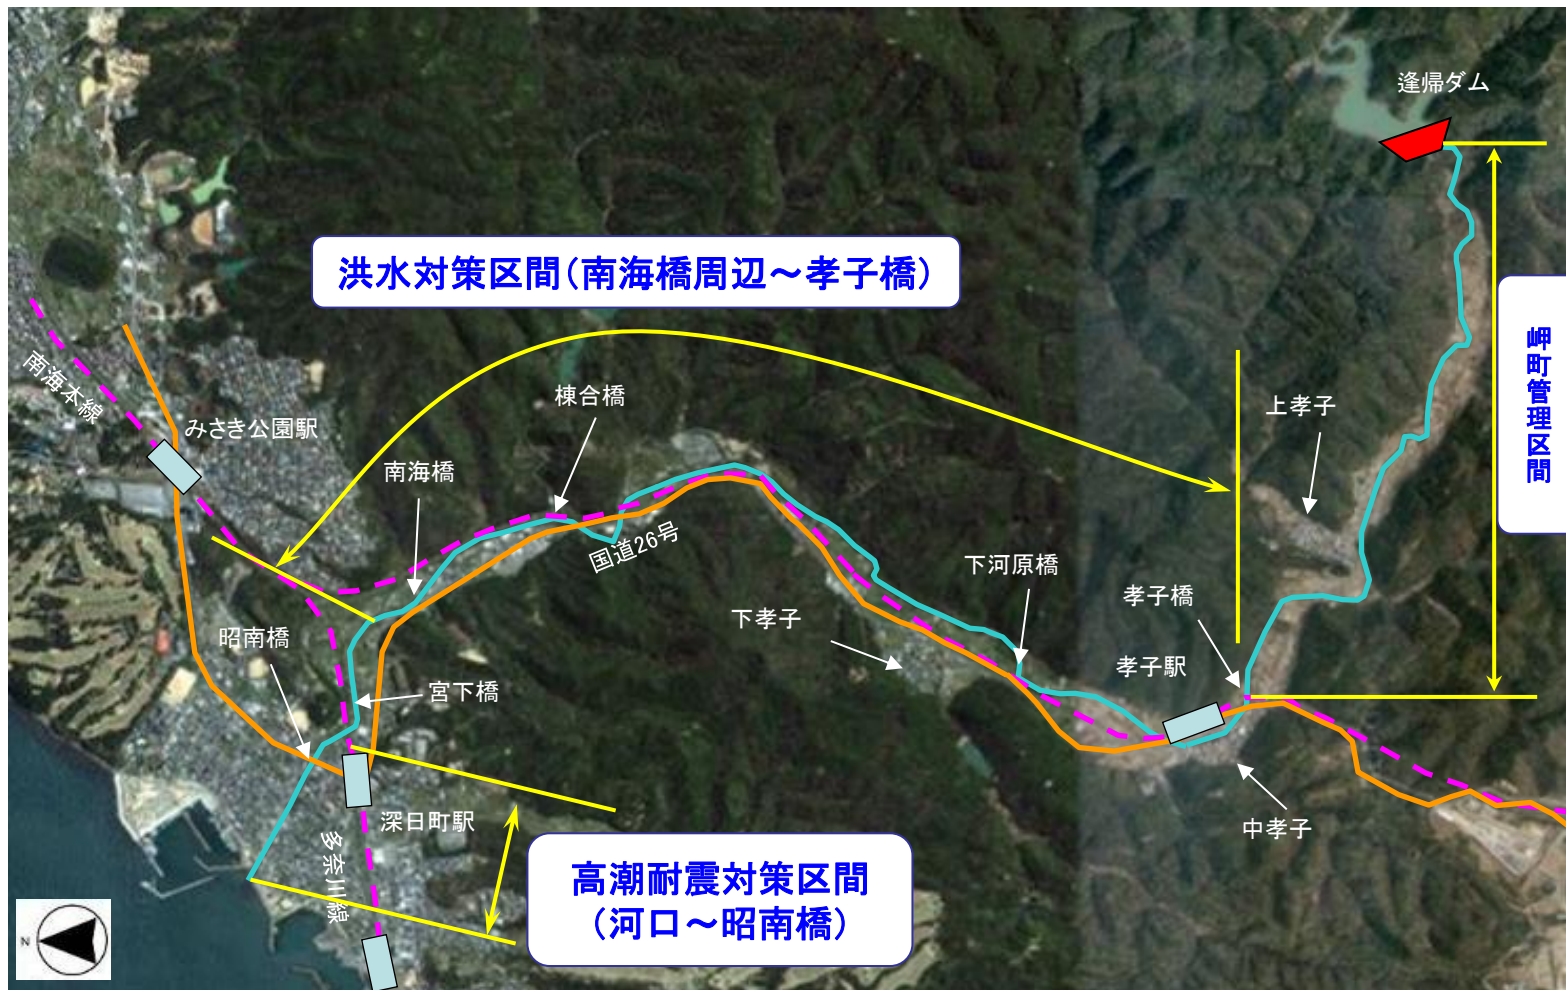 逢帰ダム
洪水対策区間（南海橋周辺～孝子橋）
岬町管理区間
南海本線
みさき公園駅
棟合橋
上孝子
南海橋
国道26号
下河原橋
孝子橋
下孝子
昭南橋
孝子駅
宮下橋
深日町駅
中孝子
多奈川線
高潮耐震対策区間
（河口～昭南橋）
N